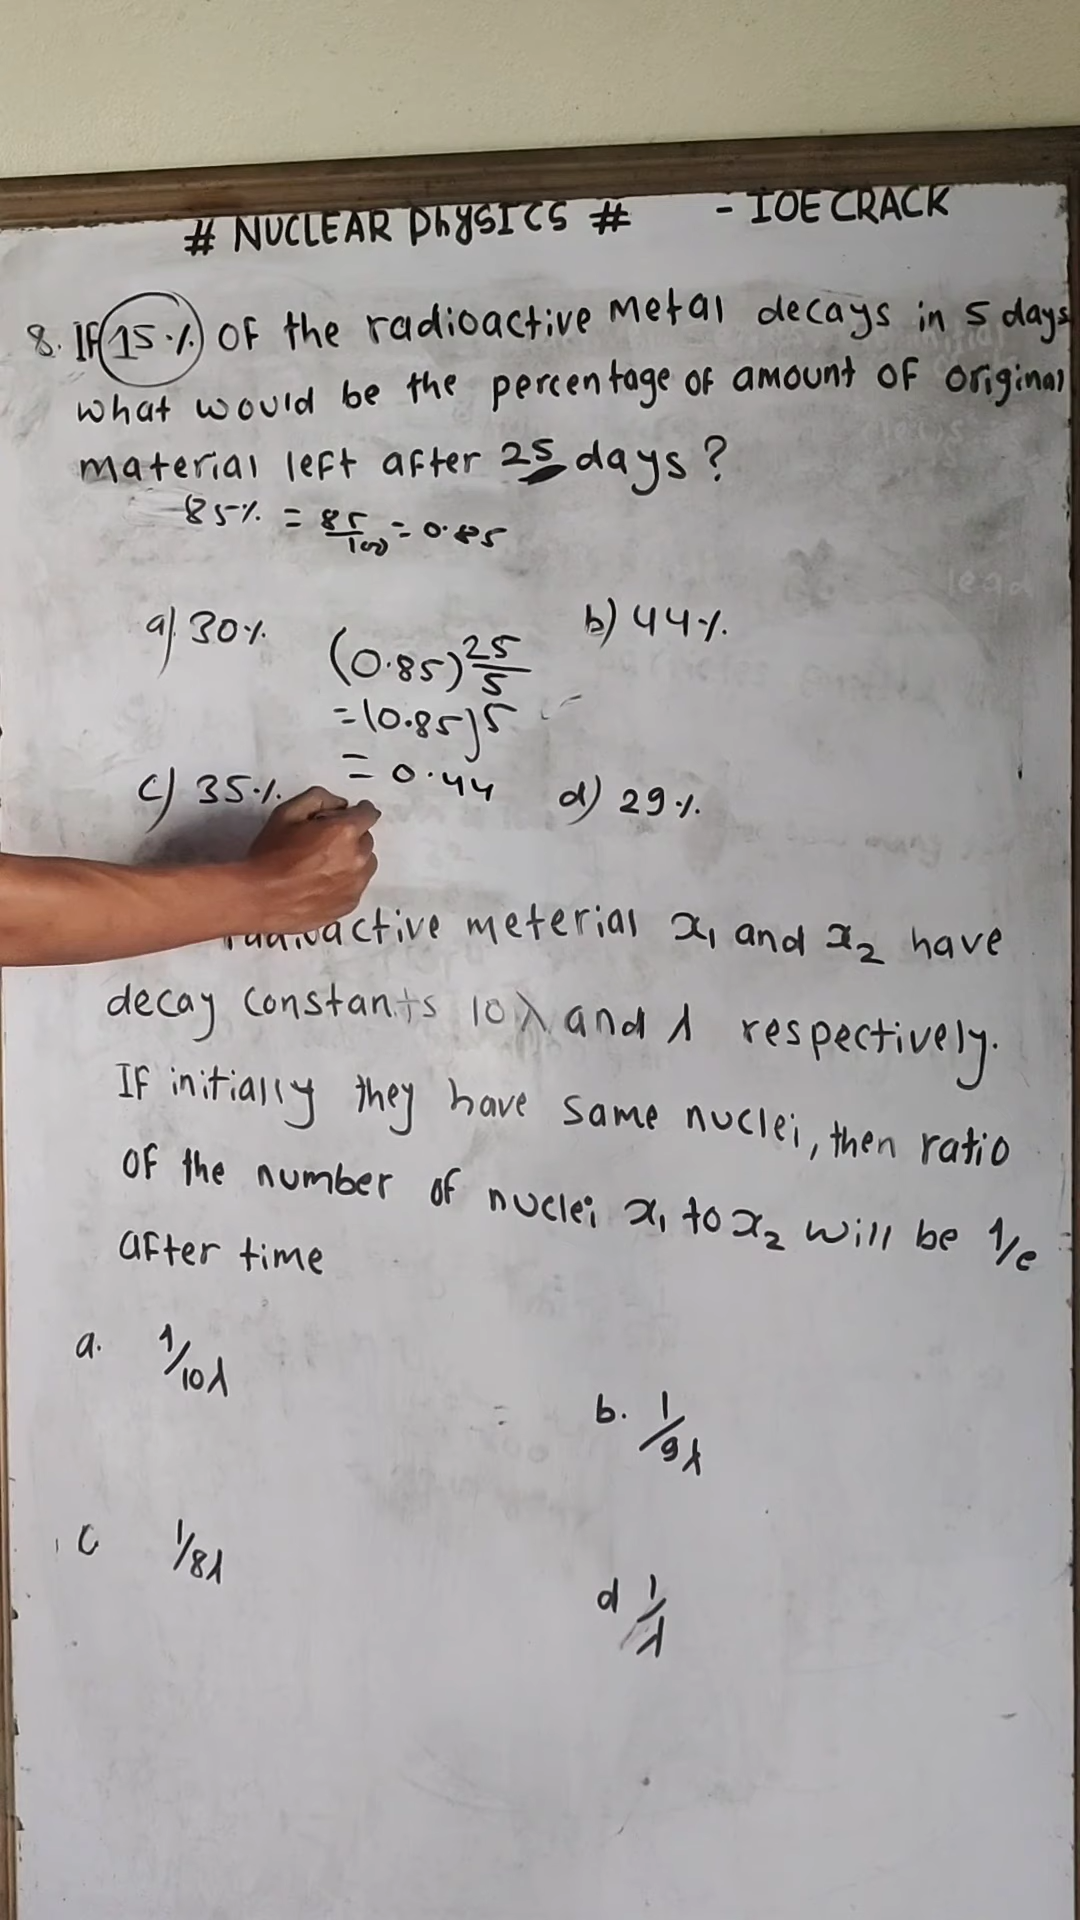 # NUCLEAR PhySICS # - IOE CRACK
8. IF 15% OF the radioactive metal decays in 5 days
what would be the percentage of amount of original
material left after 25 days?
85% = 85/100 = 0.85
a) 30% b) 44%
(0.85)^25/5
= (0.85)^5
= 0.44
c) 35% d) 29%
radioactive meterial x₁ and x₂ have
decay constants 10λ and λ respectively.
If initially they have same nuclei, then ratio
of the number of nuclei x₁ to x₂ will be 1/e
after time
a. 1/10λ
b. 1/9λ
c 1/8λ
d 1/λ